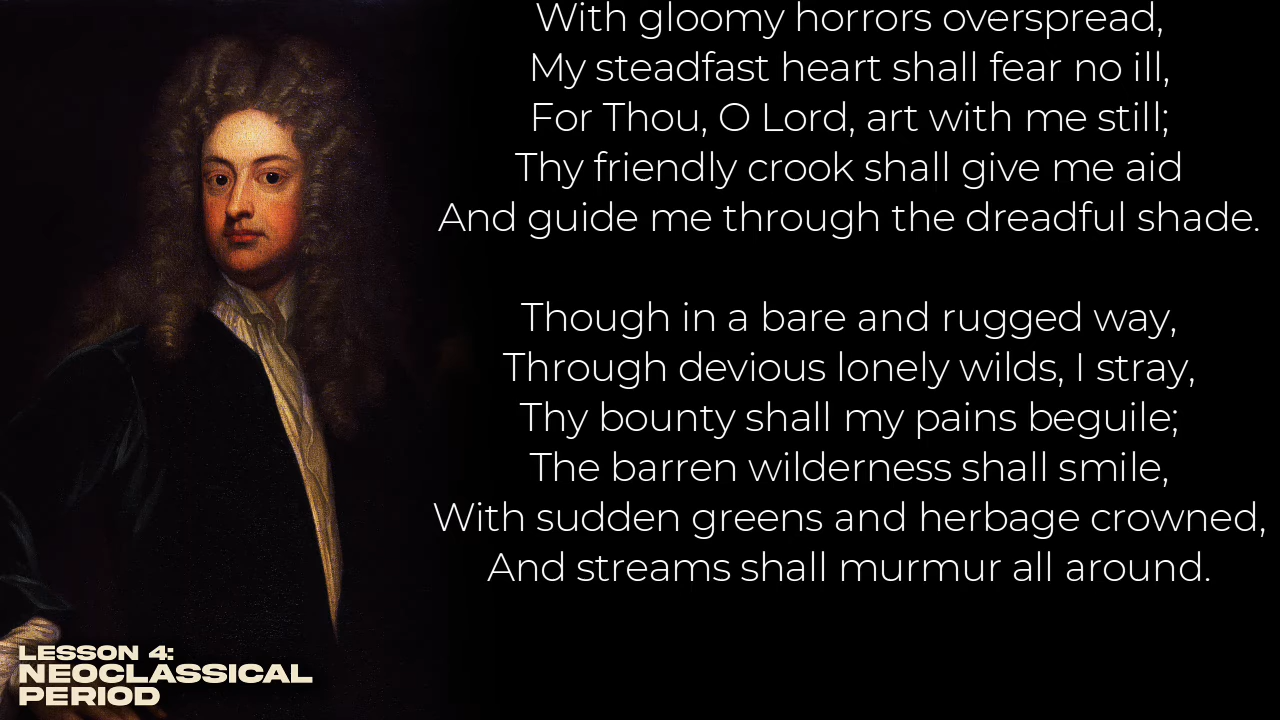 With gloomy horrors overspread,
My steadfast heart shall fear no ill,
For Thou, O Lord, art with me still;
Thy friendly crook shall give me aid
And guide me through the dreadful shade.
Though in a bare and rugged way,
Through devious lonely wilds, I stray,
Thy bounty shall my pains beguile;
The barren wilderness shall smile,
With sudden greens and herbage crowned,
And streams shall murmur all around.
LESSON 4:
NEOCLASSICAL
PERIOD